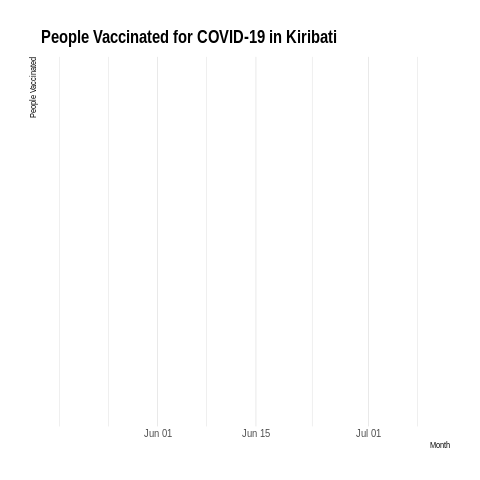 People Vaccinated for COVID-19 in Kiribati
People Vaccinated
Jun 01 Jun 15 Jul 01
Month